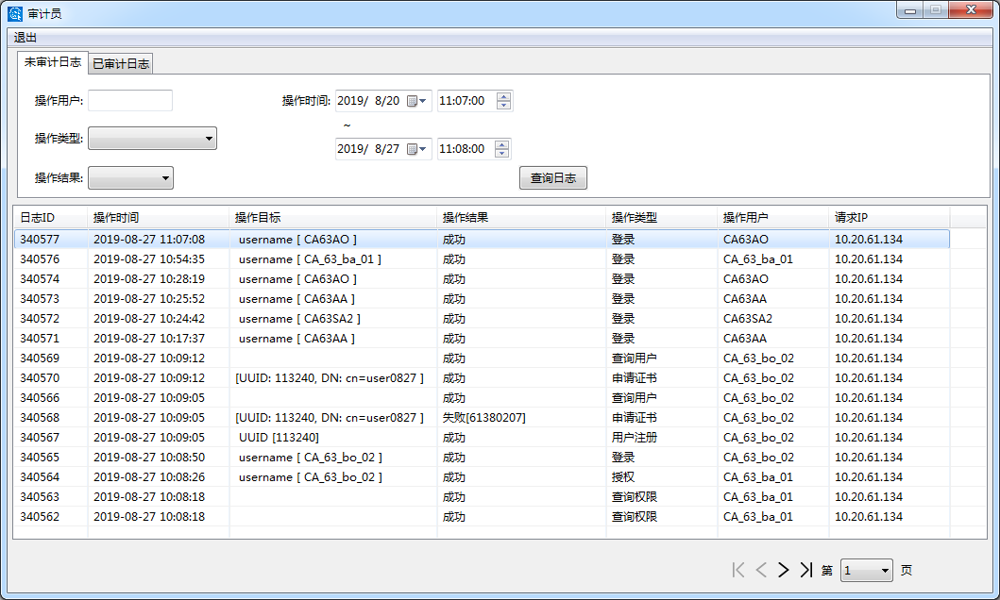 审计员
退出
未审计日志 已审计日志
操作用户: 操作时间: 2019/ 8/20 11:07:00
~
操作类型: 2019/ 8/27 11:08:00
操作结果: 查询日志
日志ID 操作时间 操作目标 操作结果 操作类型 操作用户 请求IP
340577 2019-08-27 11:07:08 username [ CA63AO ] 成功 登录 CA63AO 10.20.61.134
340576 2019-08-27 10:54:35 username [ CA_63_ba_01 ] 成功 登录 CA_63_ba_01 10.20.61.134
340574 2019-08-27 10:28:19 username [ CA63AO ] 成功 登录 CA63AO 10.20.61.134
340573 2019-08-27 10:25:52 username [ CA63AA ] 成功 登录 CA63AA 10.20.61.134
340572 2019-08-27 10:24:42 username [ CA63SA2 ] 成功 登录 CA63SA2 10.20.61.134
340571 2019-08-27 10:17:37 username [ CA63AA ] 成功 登录 CA63AA 10.20.61.134
340569 2019-08-27 10:09:12 成功 查询用户 CA_63_bo_02 10.20.61.134
340570 2019-08-27 10:09:12 [UUID: 113240, DN: cn=user0827 ] 成功 申请证书 CA_63_bo_02 10.20.61.134
340566 2019-08-27 10:09:05 成功 查询用户 CA_63_bo_02 10.20.61.134
340568 2019-08-27 10:09:05 [UUID: 113240, DN: cn=user0827 ] 失败[61380207] 申请证书 CA_63_bo_02 10.20.61.134
340567 2019-08-27 10:09:05 UUID [113240] 成功 用户注册 CA_63_bo_02 10.20.61.134
340565 2019-08-27 10:08:50 username [ CA_63_bo_02 ] 成功 登录 CA_63_bo_02 10.20.61.134
340564 2019-08-27 10:08:26 username [ CA_63_bo_02 ] 成功 授权 CA_63_ba_01 10.20.61.134
340563 2019-08-27 10:08:18 成功 查询权限 CA_63_ba_01 10.20.61.134
340562 2019-08-27 10:08:18 成功 查询权限 CA_63_ba_01 10.20.61.134
第 1 页